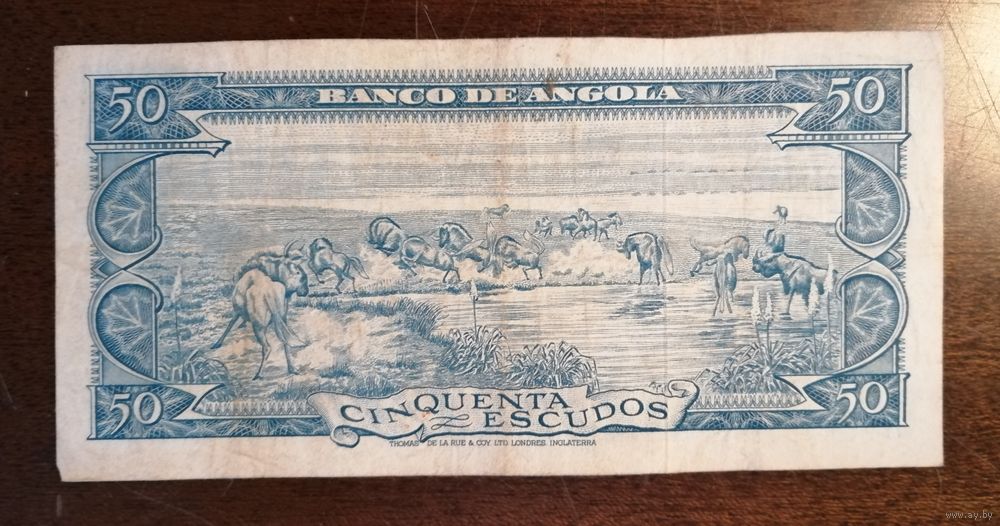 50 BANCO DE ANGOLA 50
50 CINQUENTA 50
ESCUDOS
THOMAS DE LA RUE & COY. LTD. LONDRES. INGLATERRA
www.ay.by